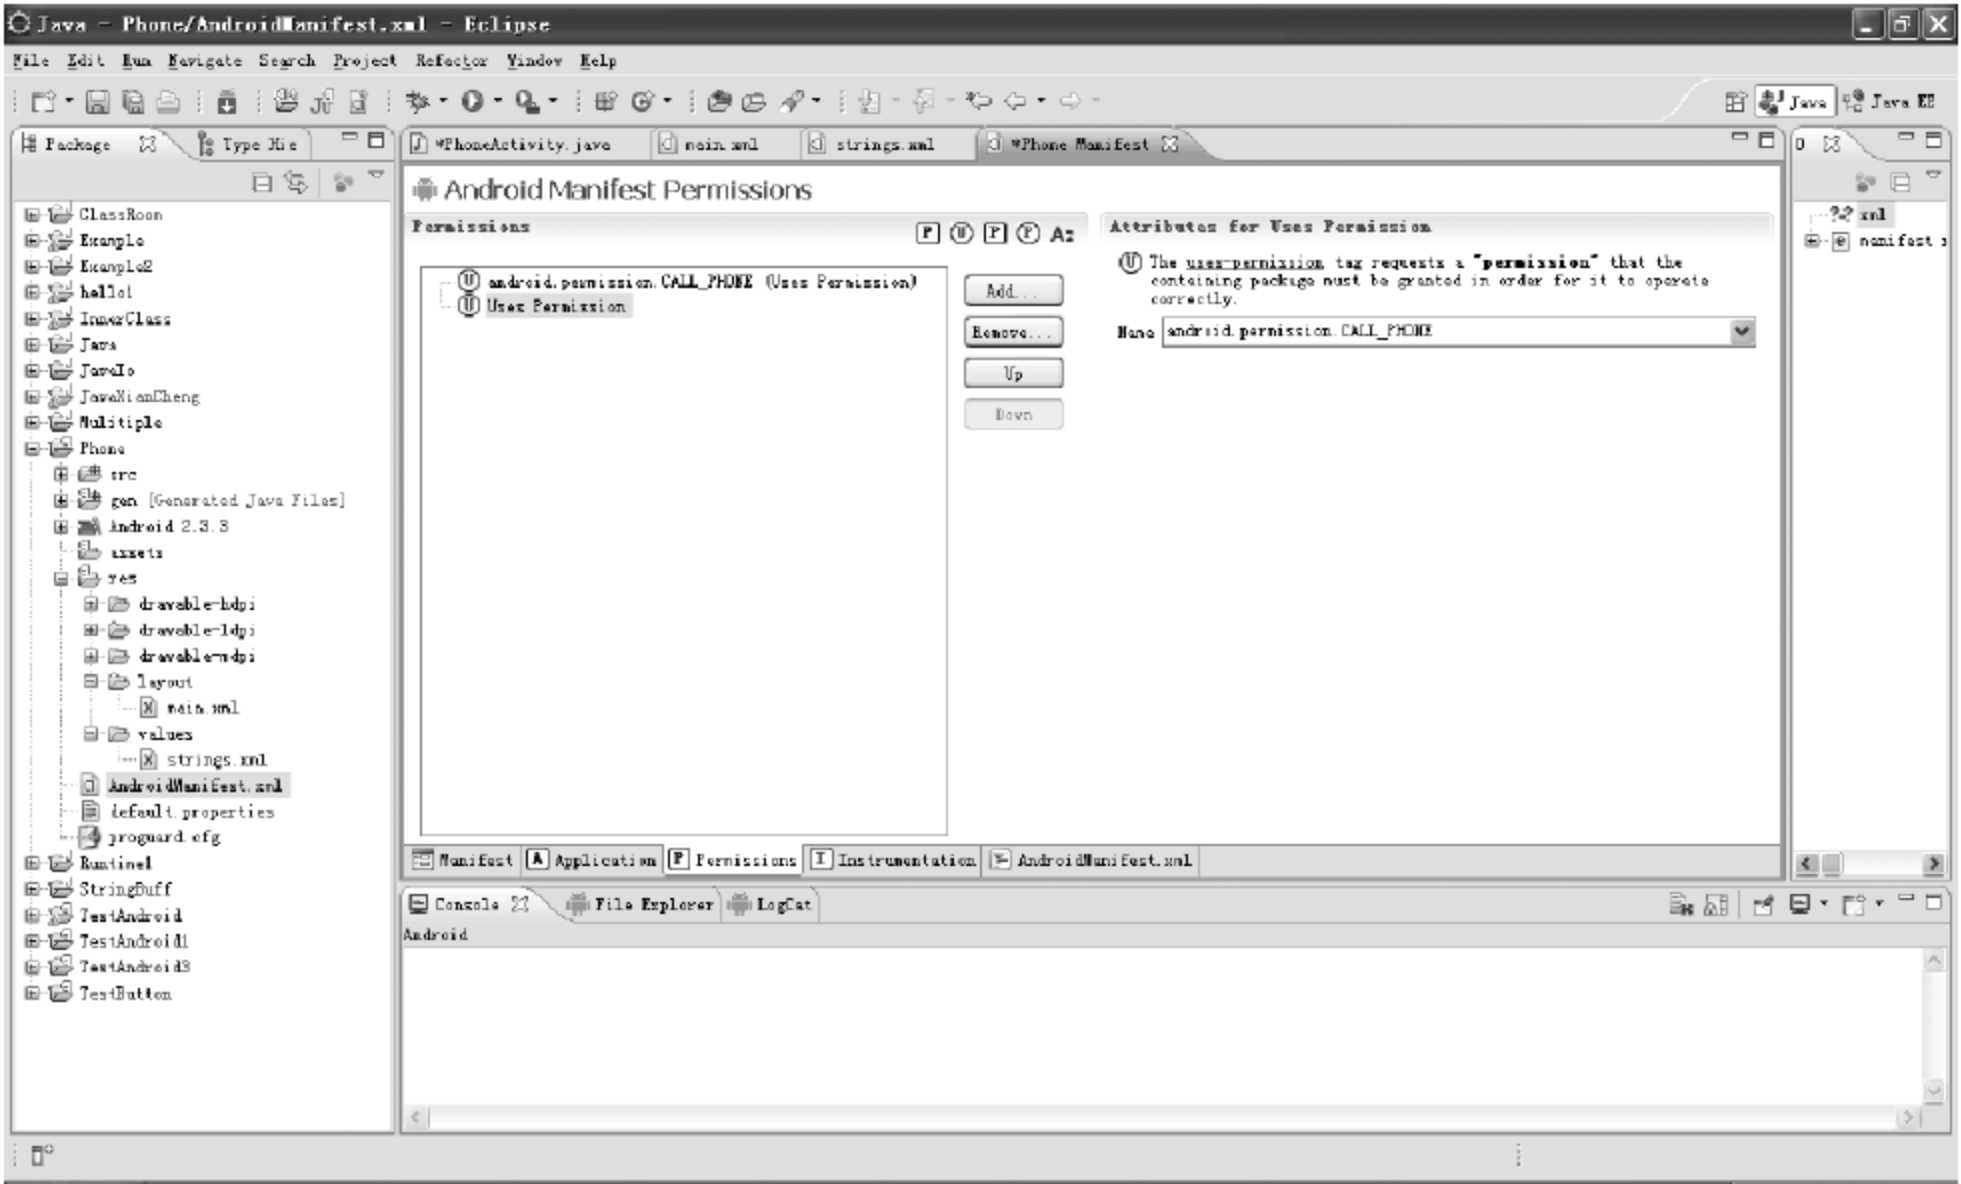 Java - Phone/AndroidManifest.xml - Eclipse
File Edit Run Navigate Search Project Refactor Window Help
Java Java EE
Package Type Hie
*PhoneActivity.java main.xml strings.xml *Phone Manifest
Android Manifest Permissions
Permissions
P U P P Az
android.permission.CALL_PHONE (Uses Permission)
Uses Permission
Add...
Remove...
Up
Down
Attributes for Uses Permission
The uses-permission tag requests a "permission" that the
containing package must be granted in order for it to operate
correctly.
Name android.permission.CALL_PHONE
ClassRoom
Example
Example2
hello1
InnerClass
Java
JavaIo
JavaXianCheng
Mulitiple
Phone
src
gen [Generated Java Files]
Android 2.3.3
assets
res
drawable-hdpi
drawable-ldpi
drawable-mdpi
layout
main.xml
values
strings.xml
AndroidManifest.xml
default.properties
proguard.cfg
Runtime1
StringBuff
TestAndroid
TestAndroid1
TestAndroid3
TestButton
O
xml
manifest
Manifest A Application P Permissions I Instrumentation AndroidManifest.xml
Console File Explorer LogCat
Android